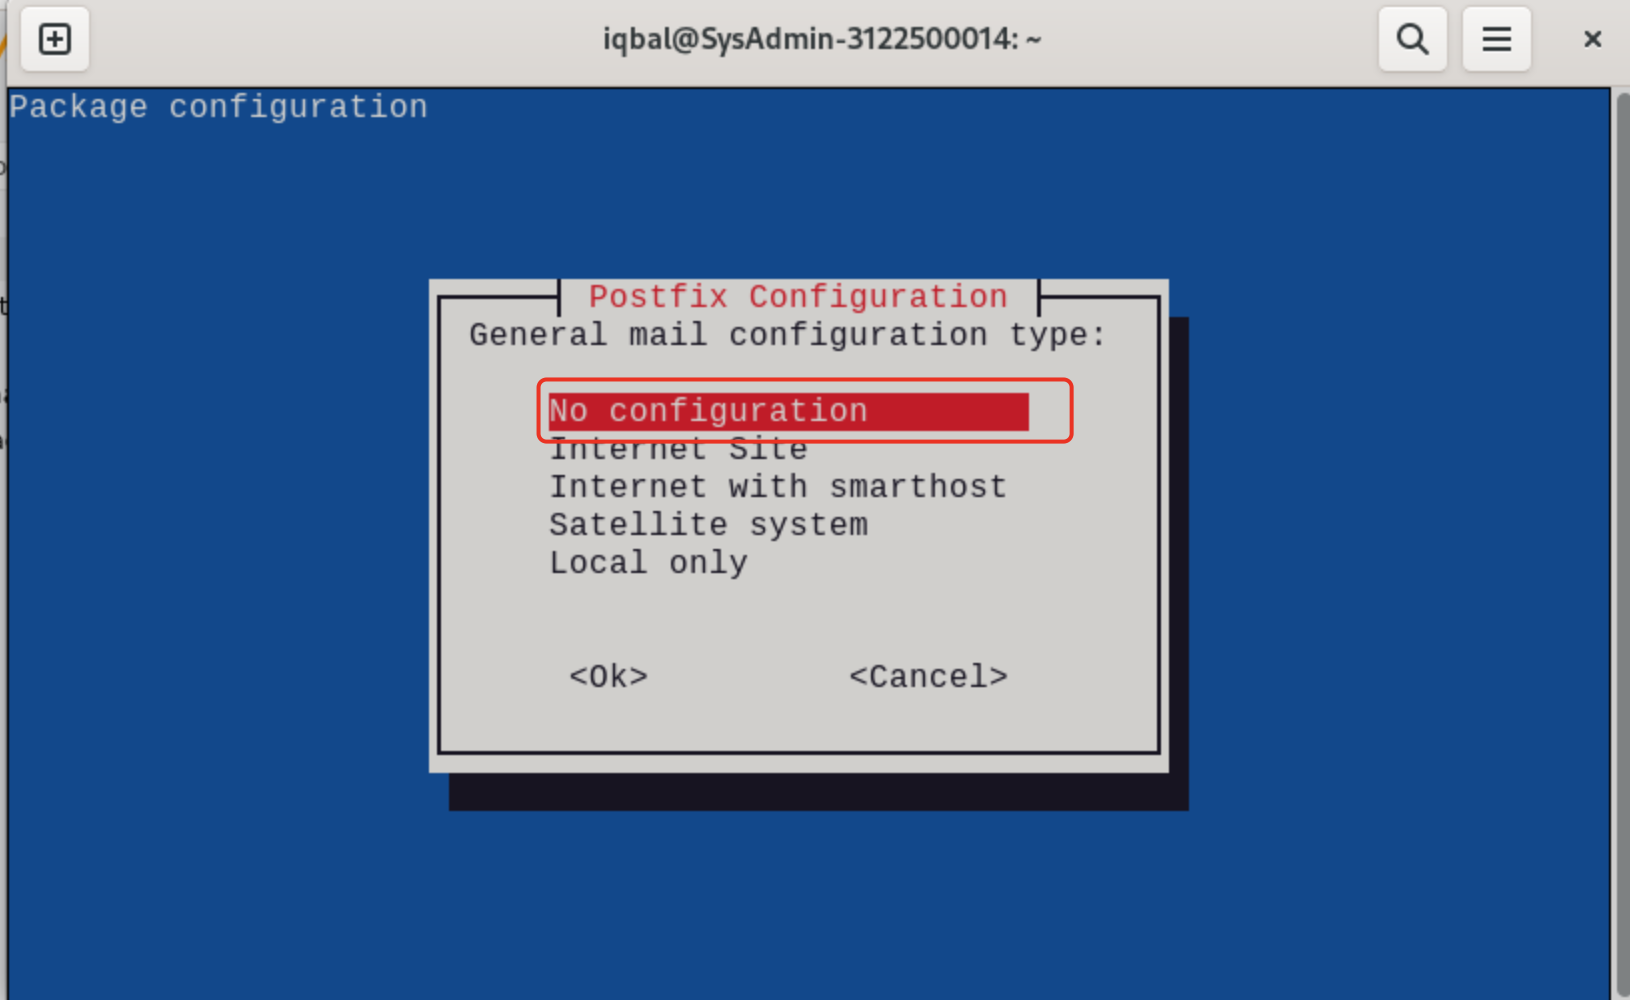 iqbal@SysAdmin-3122500014: ~
Package configuration
Postfix Configuration
General mail configuration type:
No configuration
Internet Site
Internet with smarthost
Satellite system
Local only
<Ok> <Cancel>